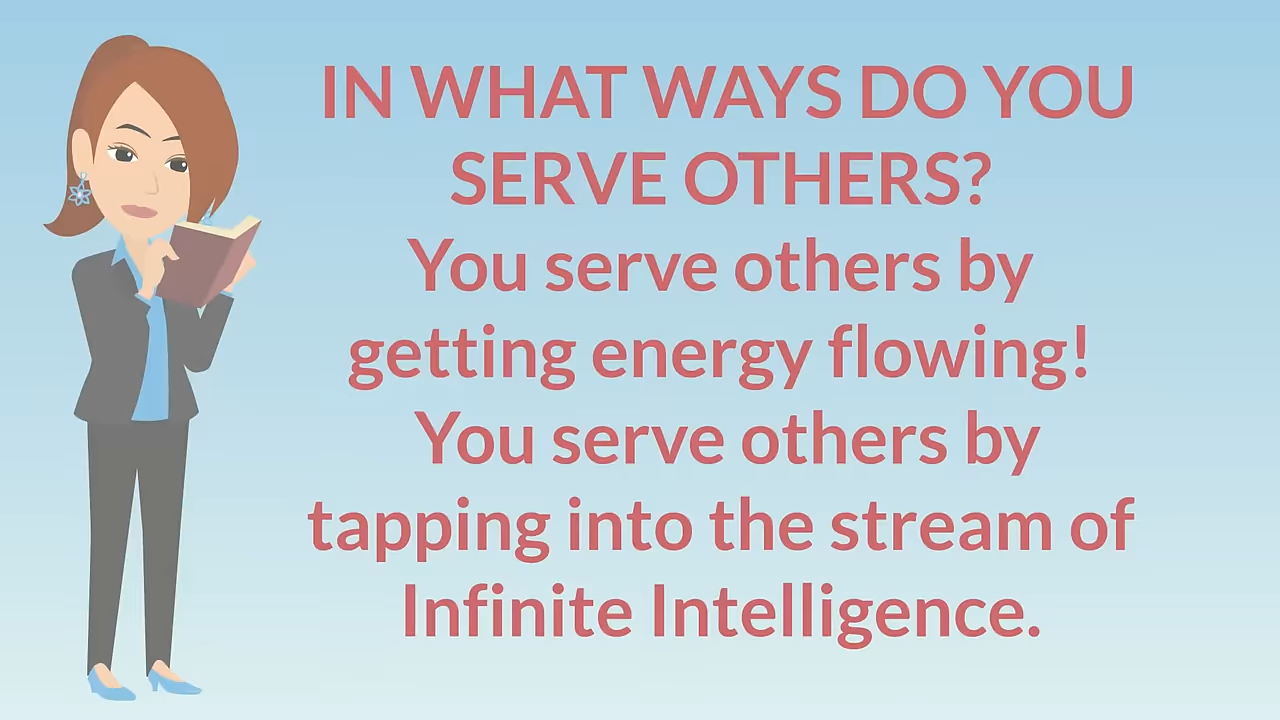 IN WHAT WAYS DO YOU
SERVE OTHERS?
You serve others by
getting energy flowing!
You serve others by
tapping into the stream of
Infinite Intelligence.